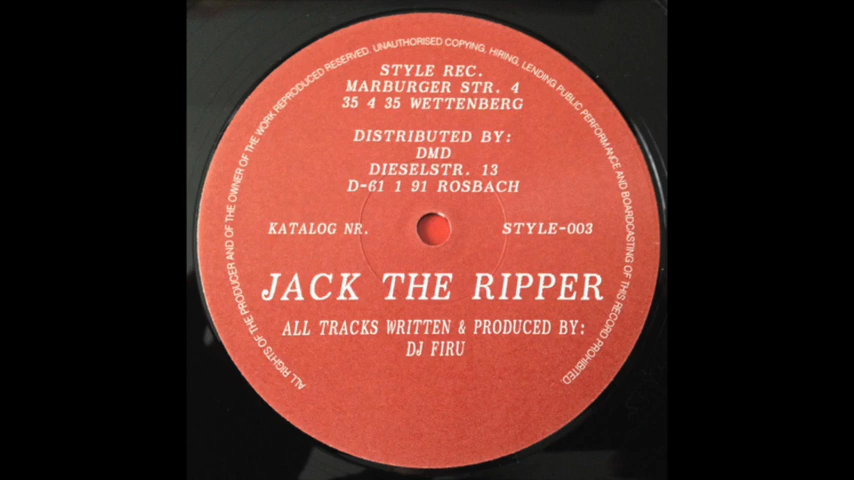 ALL RIGHTS OF THE PRODUCER AND OF THE OWNER OF THE WORK REPRODUCED RESERVED. UNAUTHORISED COPYING, HIRING, LENDING PUBLIC PERFORMANCE AND BOARDCASTING OF THIS RECORD PROHIBITED.
STYLE REC.
MARBURGER STR. 4
35 4 35 WETTENBERG
DISTRIBUTED BY:
DMD
DIESELSTR. 13
D-61 1 91 ROSBACH
KATALOG NR. STYLE-003
JACK THE RIPPER
ALL TRACKS WRITTEN & PRODUCED BY:
DJ FIRU